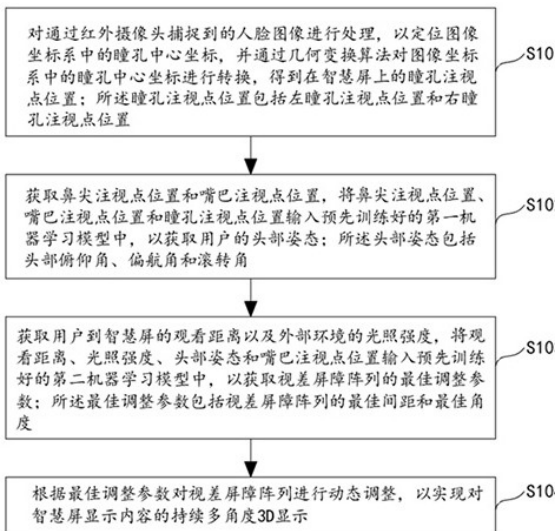 对通过红外摄像头捕捉到的人脸图像进行处理，以定位图像
坐标系中的瞳孔中心坐标，并通过几何变换算法对图像坐标
系中的瞳孔中心坐标进行转换，得到在智慧屏上的瞳孔注视
点位置；所述瞳孔注视点位置包括左瞳孔注视点位置和右瞳
孔注视点位置
S10
获取鼻尖注视点位置和嘴巴注视点位置，将鼻尖注视点位置、
嘴巴注视点位置和瞳孔注视点位置输入预先训练好的第一机
器学习模型中，以获取用户的头部姿态；所述头部姿态包括
头部俯仰角、偏航角和滚转角
S10
获取用户到智慧屏的观看距离以及外部环境的光照强度，将观
看距离、光照强度、头部姿态和嘴巴注视点位置输入预先训练
好的第二机器学习模型中，以获取视差屏障阵列的最佳调整参
数；所述最佳调整参数包括视差屏障阵列的最佳间距和最佳角
度
S10
根据最佳调整参数对视差屏障阵列进行动态调整，以实现对
智慧屏显示内容的持续多角度3D显示
S10